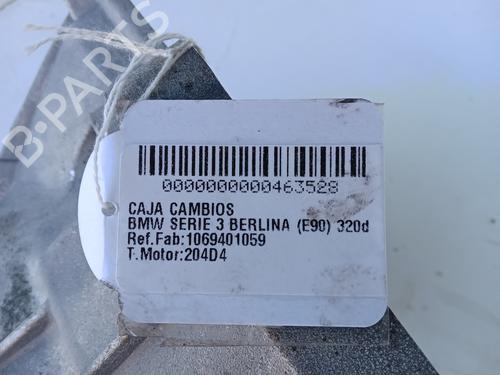 B-PARTS
0000000000463528
CAJA CAMBIOS
BMW SERIE 3 BERLINA (E90) 320d
Ref.Fab:1069401059
T.Motor:204D4